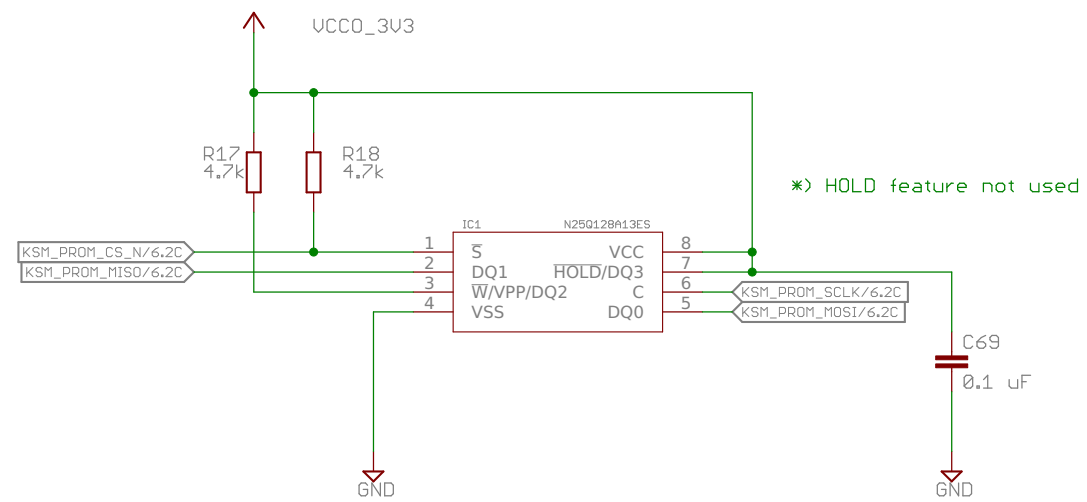 VCCO_3V3
R17
4.7k
R18
4.7k
*) HOLD feature not used
IC1
N25Q128A13ES
KSM_PROM_CS_N/6.2C
KSM_PROM_MISO/6.2C
1
2
3
4
S
DQ1
W/VPP/DQ2
VSS
VCC
HOLD/DQ3
C
DQ0
8
7
6
5
KSM_PROM_SCLK/6.2C
KSM_PROM_MOSI/6.2C
C69
0.1 uF
GND
GND